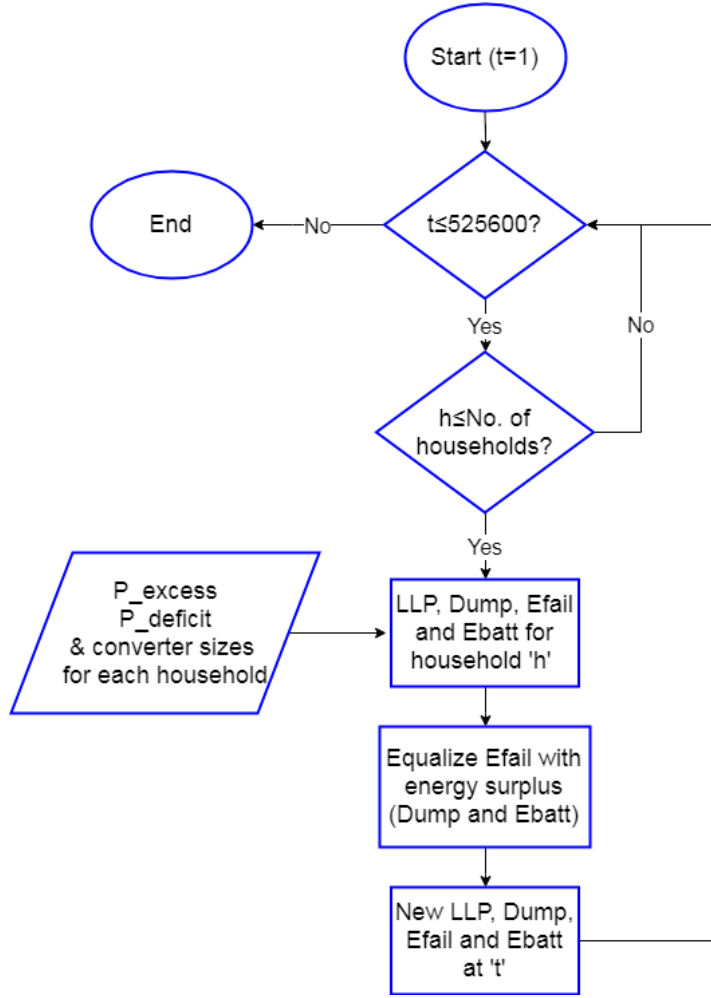 Start (t=1)
t≤525600?
No
End
Yes
No
h≤No. of
households?
Yes
P_excess
P_deficit
& converter sizes
for each household
LLP, Dump, Efail
and Ebatt for
household 'h'
Equalize Efail with
energy surplus
(Dump and Ebatt)
New LLP, Dump,
Efail and Ebatt
at 't'